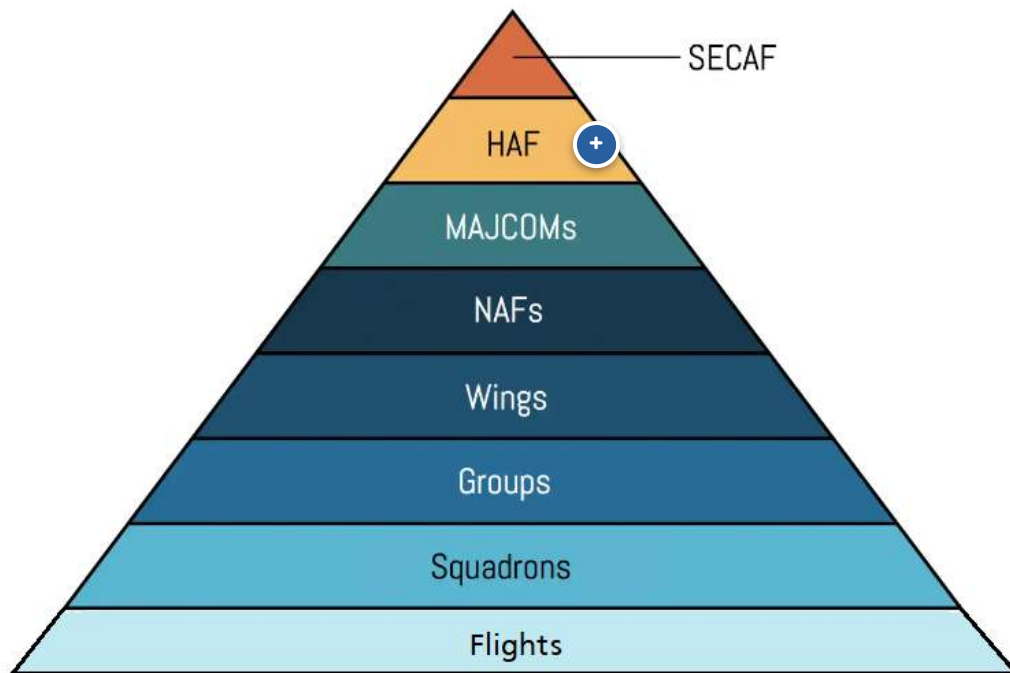 SECAF
HAF
+
MAJCOMs
NAFs
Wings
Groups
Squadrons
Flights